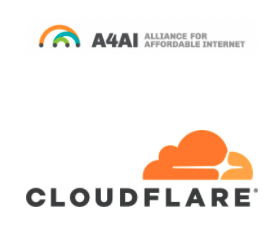 A4AI ALLIANCE FOR
AFFORDABLE INTERNET
CLOUDFLARE